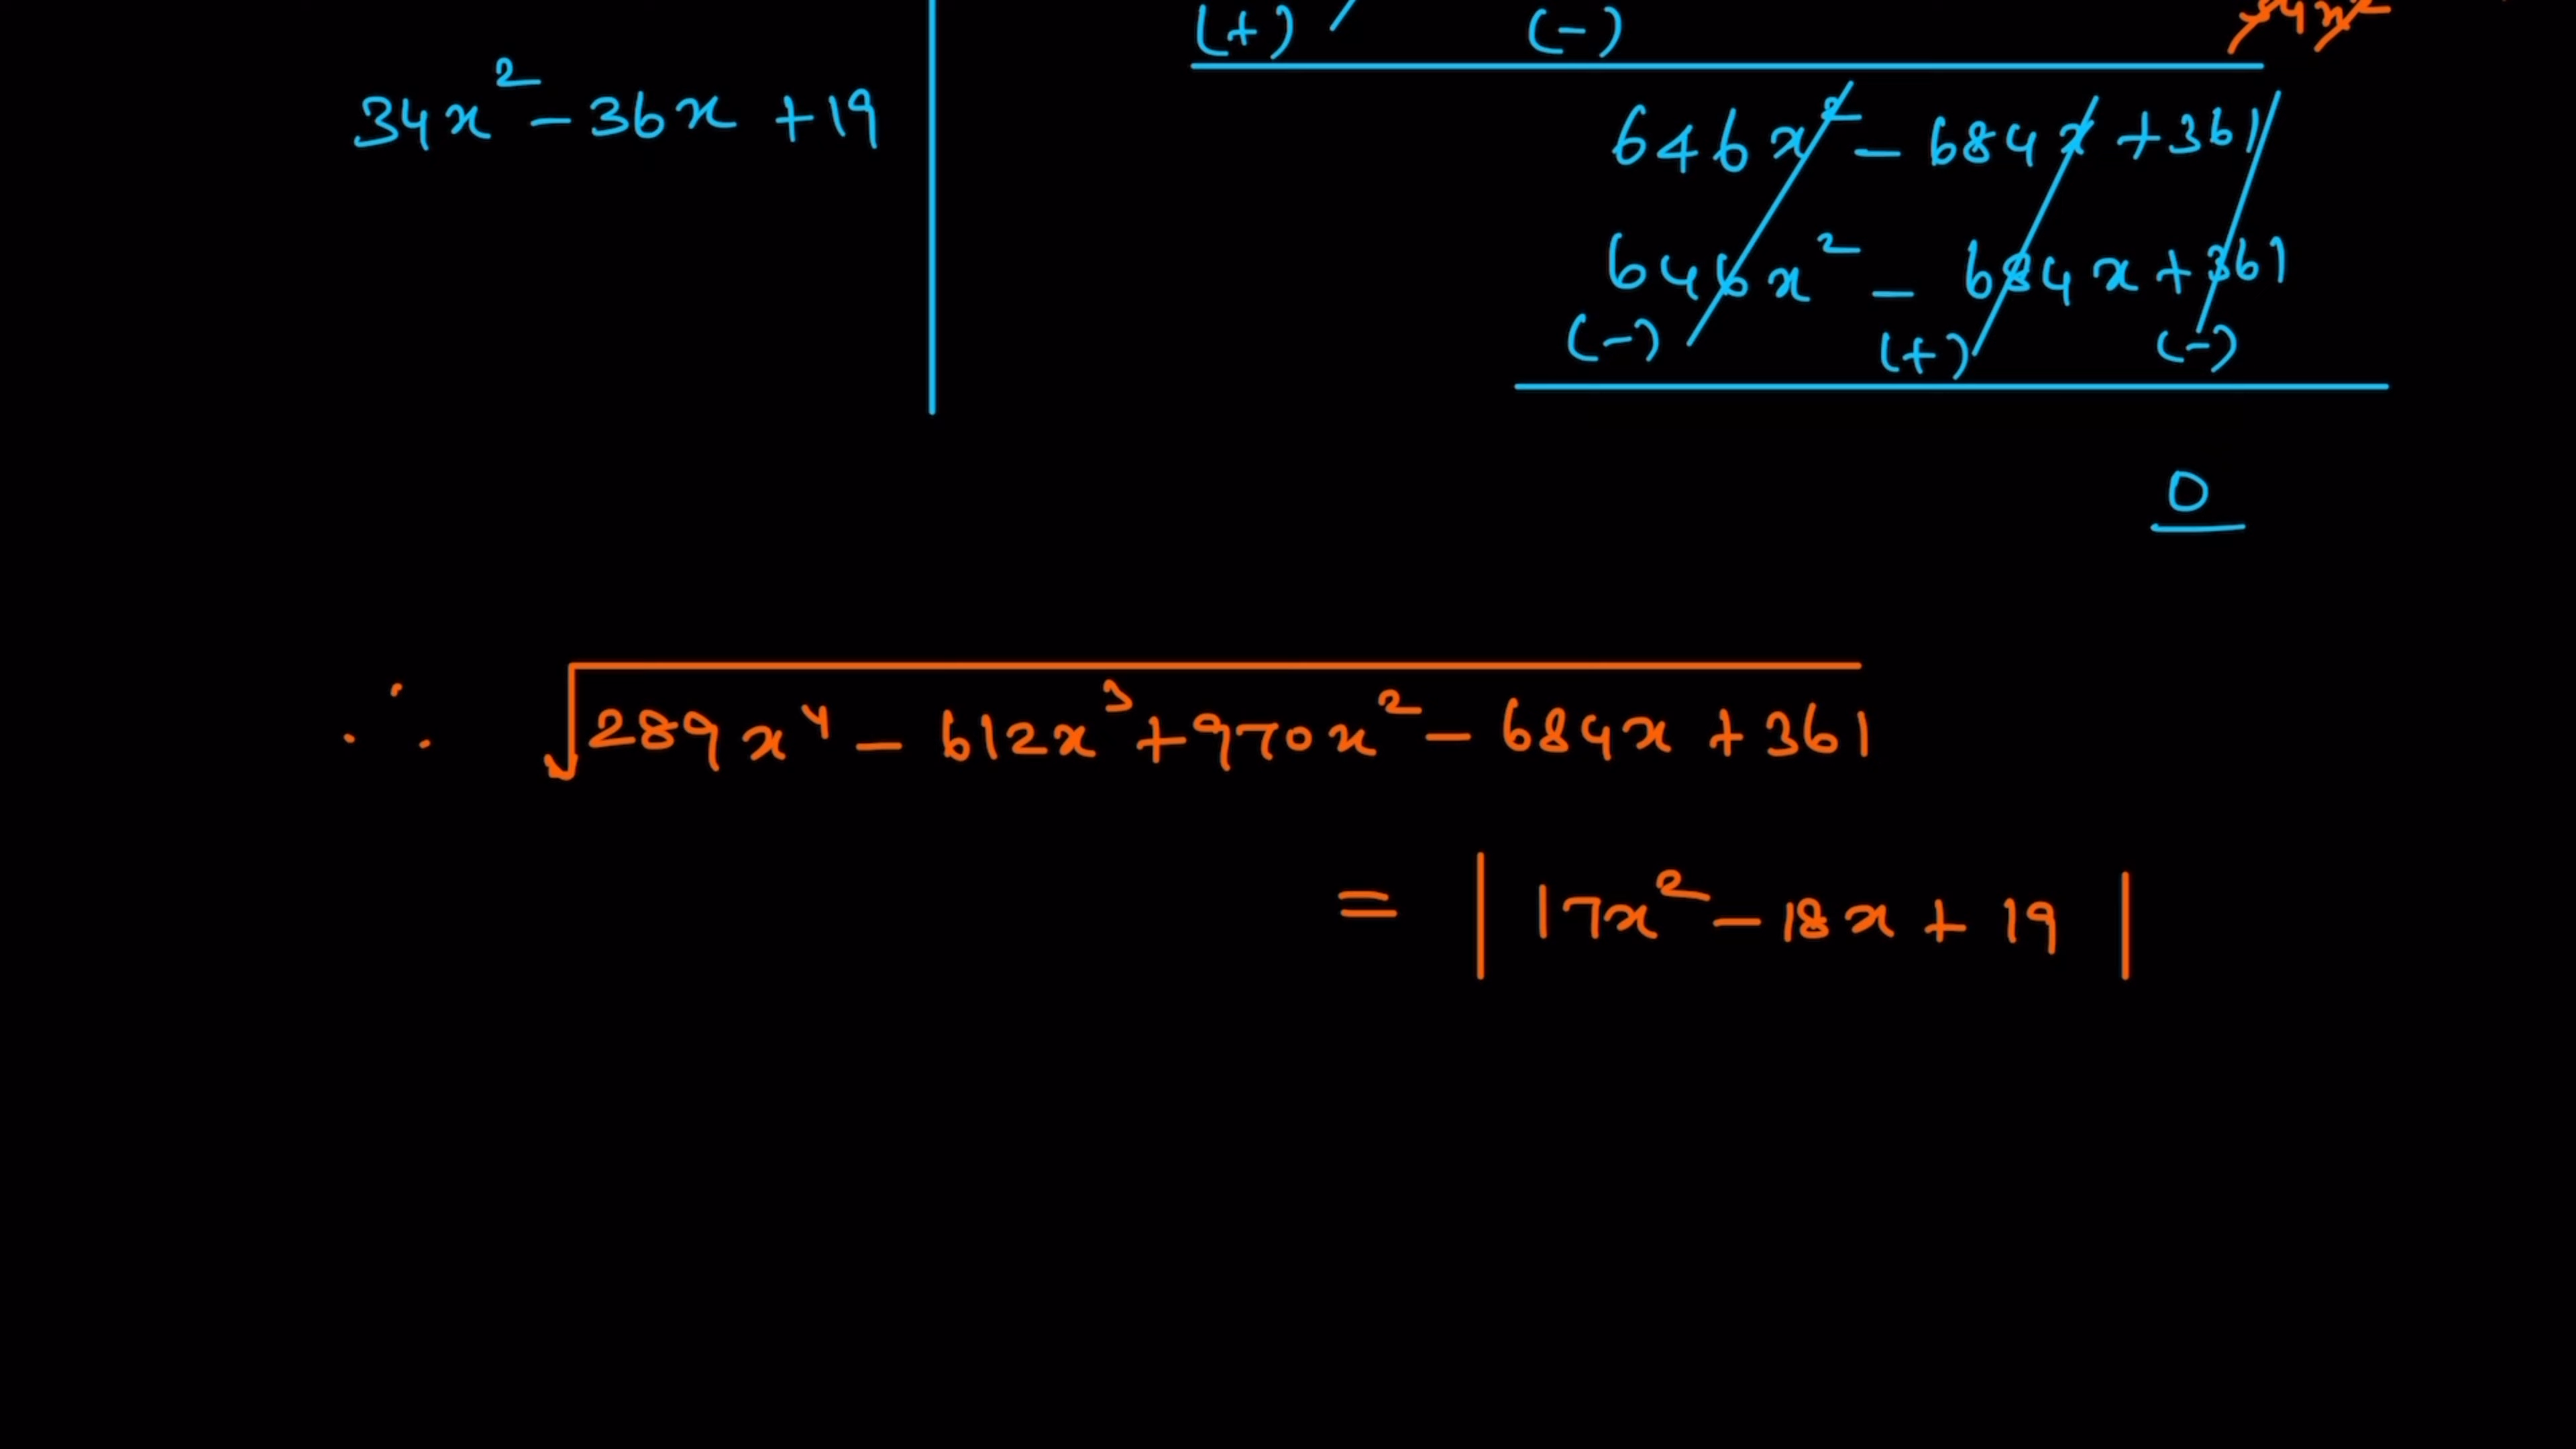 (+) (-)
34x² - 36x + 19
646x² - 684x + 361
646x² - 684x + 361
(-) (+) (-)
0
∴ √289x⁴ - 612x³ + 970x² - 684x + 361
= | 17x² - 18x + 19 |